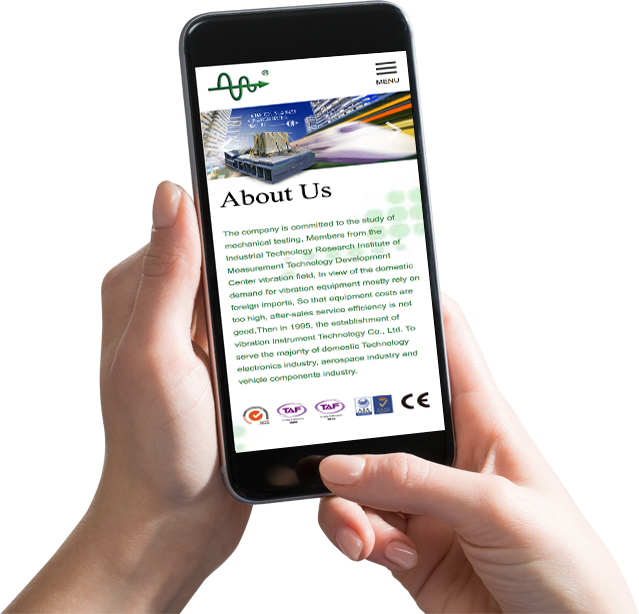 ®
MENU
About Us
The company is committed to the study of
mechanical testing, Members from the
Industrial Technology Research Institute of
Measurement Technology Development
Center vibration field, In view of the domestic
demand for vibration equipment mostly rely on
foreign imports, So that equipment costs are
too high, after-sales service efficiency is not
good,Then in 1995, the establishment of
vibration instrument Technology Co., Ltd. To
serve the majority of domestic Technology
electronics industry, aerospace industry and
vehicle components industry.
TAF
TAF
CE